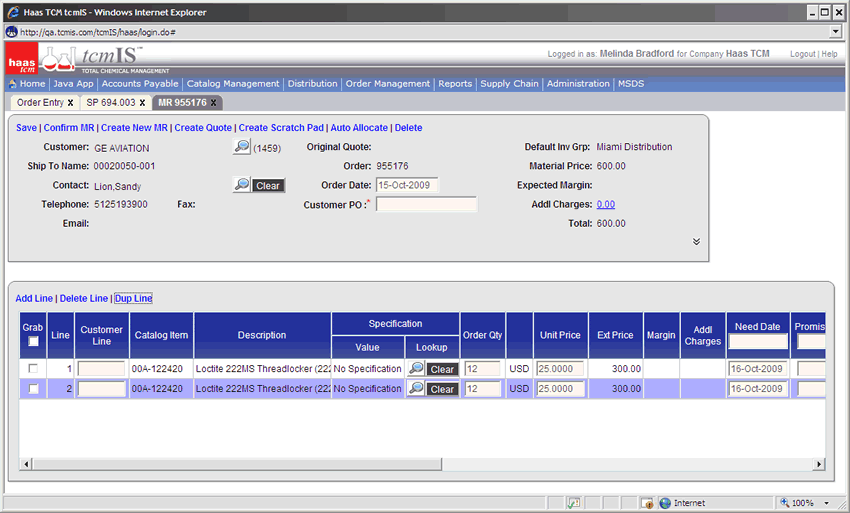 Haas TCM tcmIS - Windows Internet Explorer
http://qa.tcmis.com/tcmIS/haas/login.do#
haas tcm tcmIS™ TOTAL CHEMICAL MANAGEMENT
Logged in as: Melinda Bradford for Company Haas TCM Logout | Help
Home | Java App | Accounts Payable | Catalog Management | Distribution | Order Management | Reports | Supply Chain | Administration | MSDS
Order Entry x SP 694.003 x MR 955176 x
Save | Confirm MR | Create New MR | Create Quote | Create Scratch Pad | Auto Allocate | Delete
Customer: GE AVIATION (1459) Original Quote: Default Inv Grp: Miami Distribution
Ship To Name: 00020050-001 Order: 955176 Material Price: 600.00
Contact: Lion,Sandy Clear Order Date: 15-Oct-2009 Expected Margin:
Telephone: 5125193900 Fax: Customer PO :* Addl Charges: 0.00
Email: Total: 600.00
Add Line | Delete Line | Dup Line
Grab Line Customer Line Catalog Item Description Specification Value Lookup Order Qty Unit Price Ext Price Margin Addl Charges Need Date Promis
1 00A-122420 Loctite 222MS Threadlocker (222 No Specification Clear 12 USD 25.0000 300.00 16-Oct-2009
2 00A-122420 Loctite 222MS Threadlocker (222 No Specification Clear 12 USD 25.0000 300.00 16-Oct-2009
Internet 100%